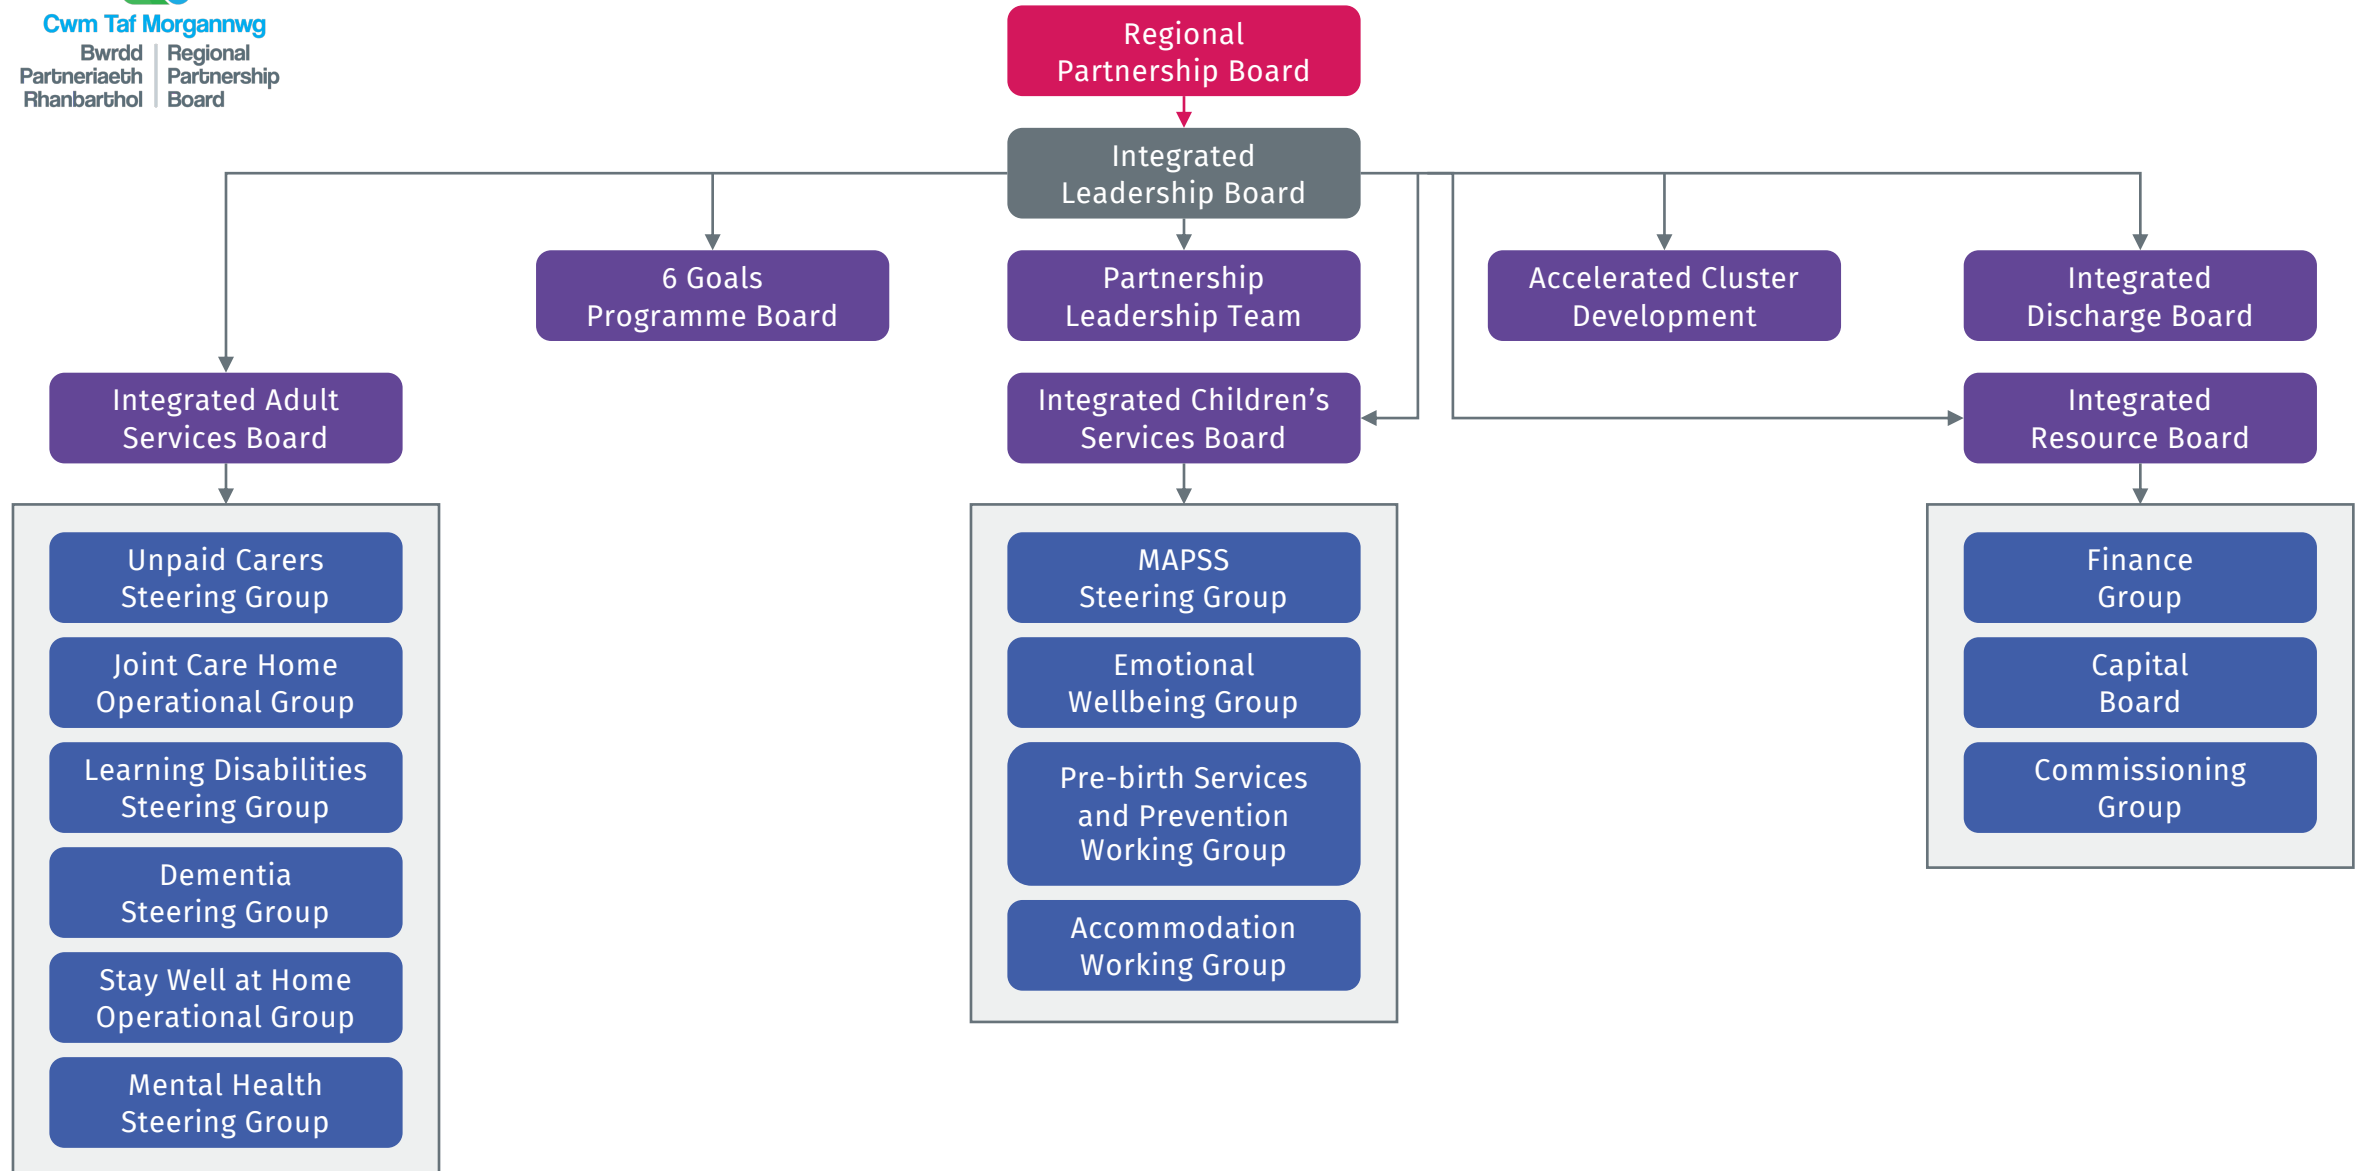 Cwm Taf Morgannwg
Bwrdd
Partneriaeth
Rhanbarthol
Regional
Partnership
Board
Regional
Partnership Board
Integrated
Leadership Board
6 Goals
Programme Board
Partnership
Leadership Team
Accelerated Cluster
Development
Integrated
Discharge Board
Integrated Adult
Services Board
Integrated Children’s
Services Board
Integrated
Resource Board
Unpaid Carers
Steering Group
Joint Care Home
Operational Group
Learning Disabilities
Steering Group
Dementia
Steering Group
Stay Well at Home
Operational Group
Mental Health
Steering Group
MAPSS
Steering Group
Emotional
Wellbeing Group
Pre-birth Services
and Prevention
Working Group
Accommodation
Working Group
Finance
Group
Capital
Board
Commissioning
Group